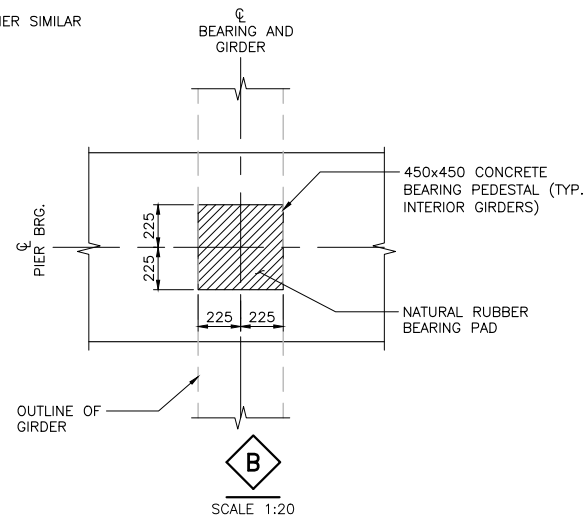 IER SIMILAR
℄
BEARING AND
GIRDER
450x450 CONCRETE
BEARING PEDESTAL (TYP.
INTERIOR GIRDERS)
℄
PIER BRG.
225
225
225 225
NATURAL RUBBER
BEARING PAD
OUTLINE OF
GIRDER
B
SCALE 1:20